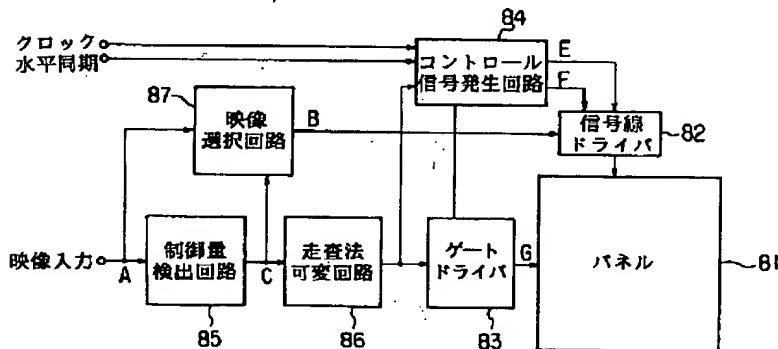 84
クロック
水平同期
コントロール
信号発生回路
E
F
87
映像
選択回路
B
信号線
ドライバ
82
映像入力
A
制御量
検出回路
C
走査法
可変回路
ゲート
ドライバ
G
パネル
81
85
86
83